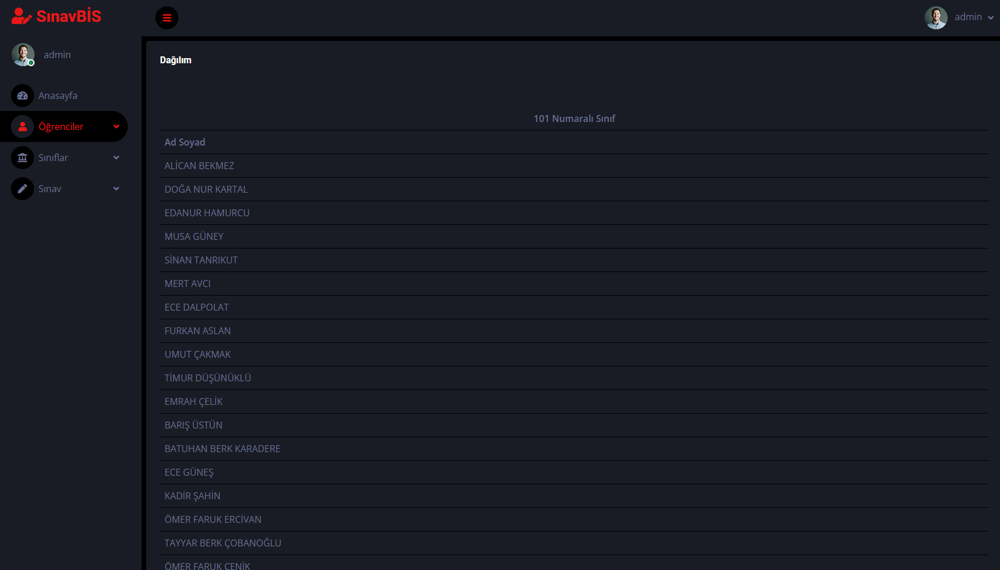 SınavBİS
admin
admin
Anasayfa
Öğrenciler
Sınıflar
Sınav
Dağılım
101 Numaralı Sınıf
Ad Soyad
ALİCAN BEKMEZ
DOĞA NUR KARTAL
EDANUR HAMURCU
MUSA GÜNEY
SİNAN TANRIKUT
MERT AVCI
ECE DALPOLAT
FURKAN ASLAN
UMUT ÇAKMAK
TİMUR DÜŞÜNÜKLÜ
EMRAH ÇELİK
BARIŞ ÜSTÜN
BATUHAN BERK KARADERE
ECE GÜNEŞ
KADİR ŞAHİN
ÖMER FARUK ERCİVAN
TAYYAR BERK ÇOBANOĞLU
ÖMER FARUK